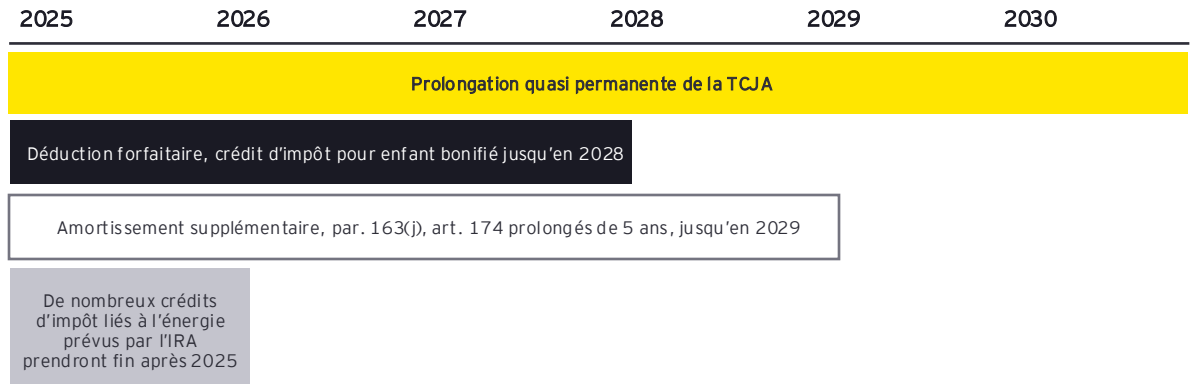 2025 2026 2027 2028 2029 2030
Prolongation quasi permanente de la TCJA
Déduction forfaitaire, crédit d’impôt pour enfant bonifié jusqu’en 2028
Amortissement supplémentaire, par. 163(j), art. 174 prolongés de 5 ans, jusqu’en 2029
De nombreux crédits
d’impôt liés à l’énergie
prévus par l’IRA
prendront fin après 2025